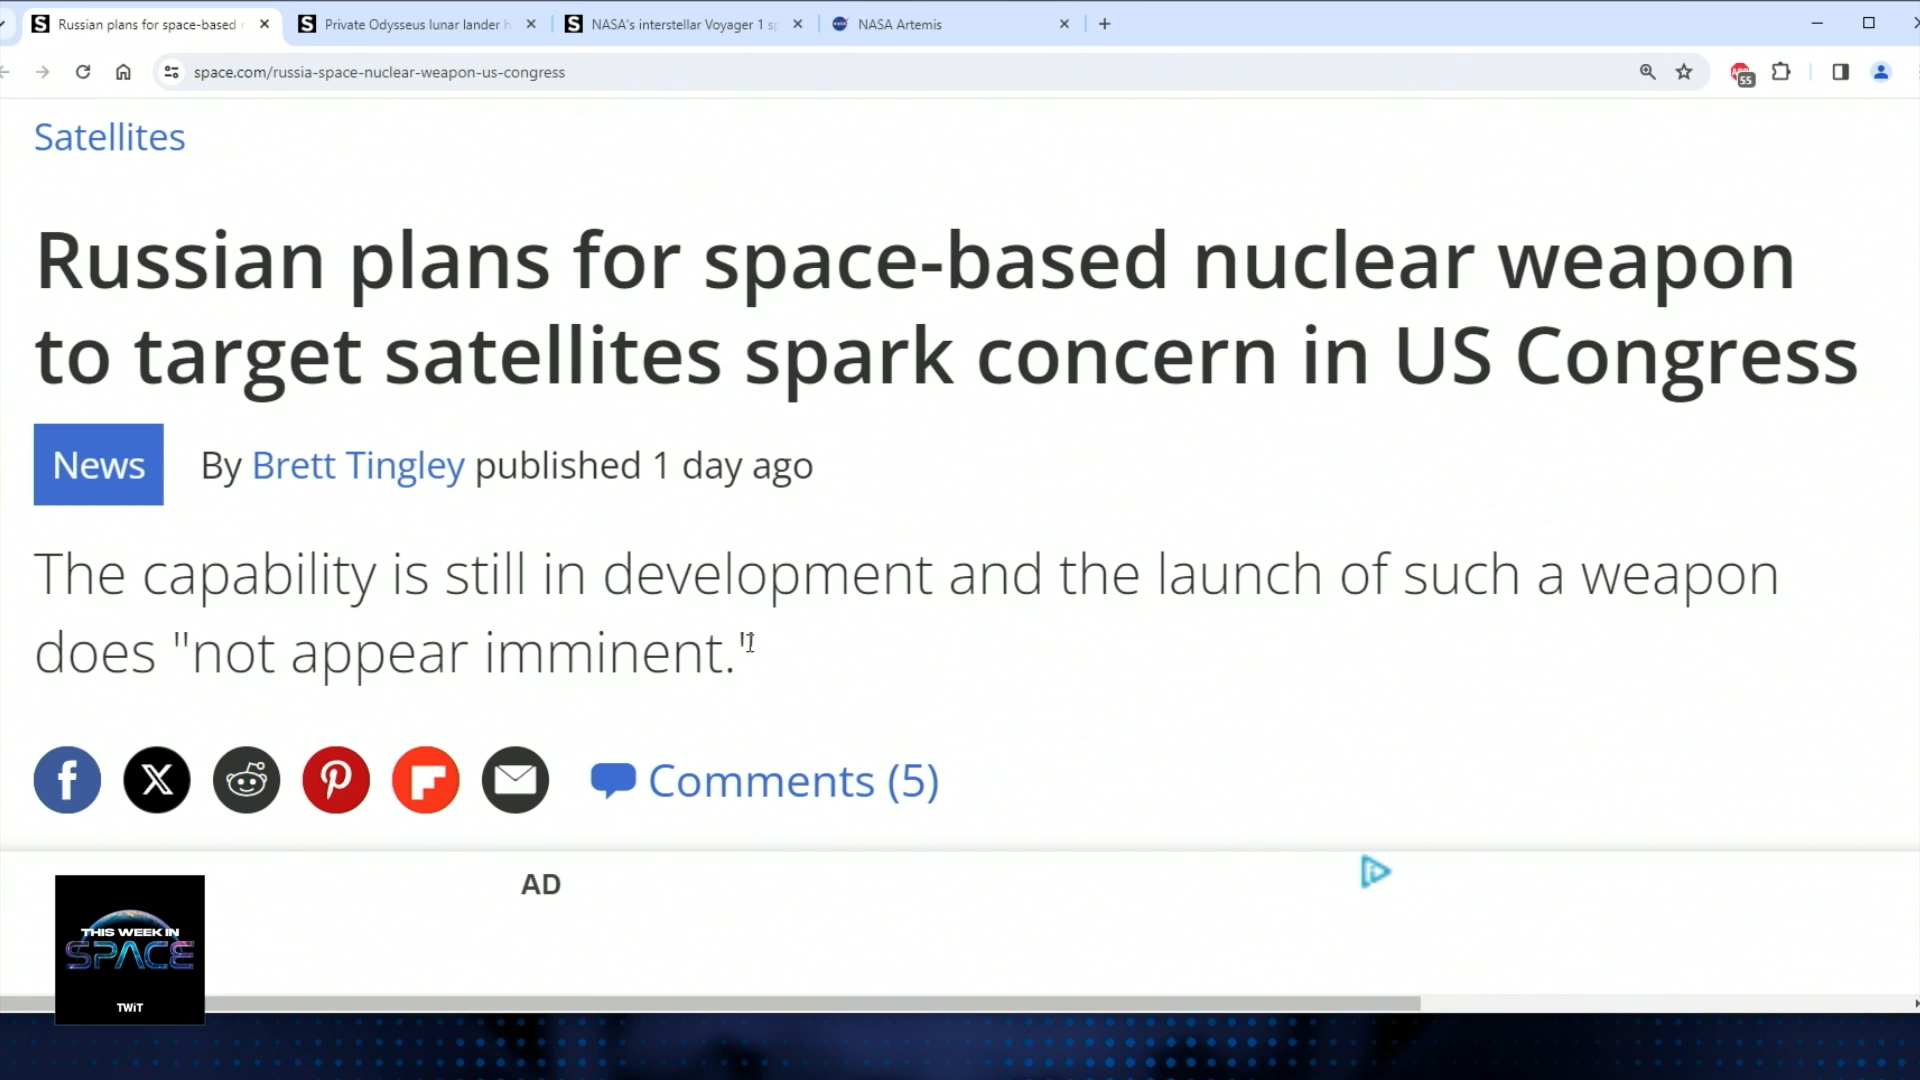 Russian plans for space-based
Private Odysseus lunar lander
NASA's interstellar Voyager 1
NASA Artemis
space.com/russia-space-nuclear-weapon-us-congress
55
Satellites
Russian plans for space-based nuclear weapon
to target satellites spark concern in US Congress
News
By Brett Tingley published 1 day ago
The capability is still in development and the launch of such a weapon
does "not appear imminent."
Comments (5)
AD
THIS WEEK IN
SPACE
TWiT